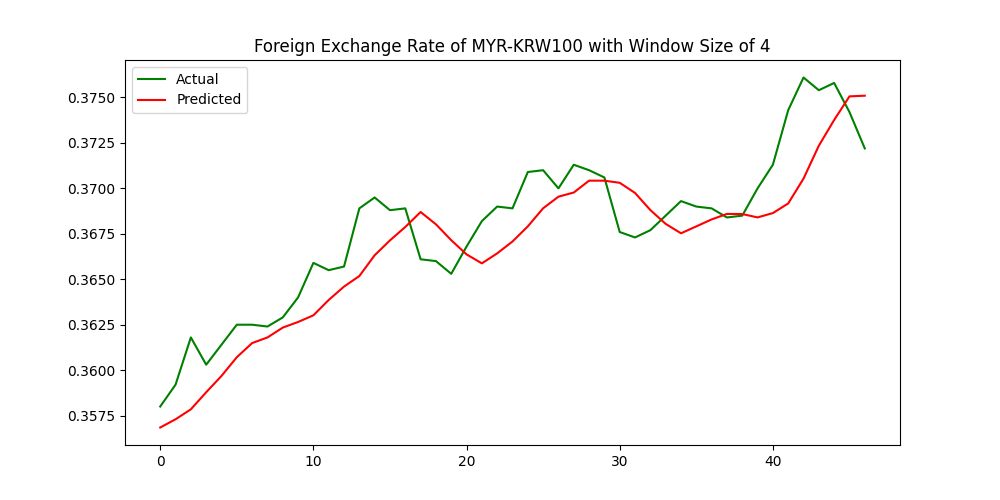 Foreign Exchange Rate of MYR-KRW100 with Window Size of 4
Actual
Predicted
0.3750
0.3725
0.3700
0.3675
0.3650
0.3625
0.3600
0.3575
0 10 20 30 40